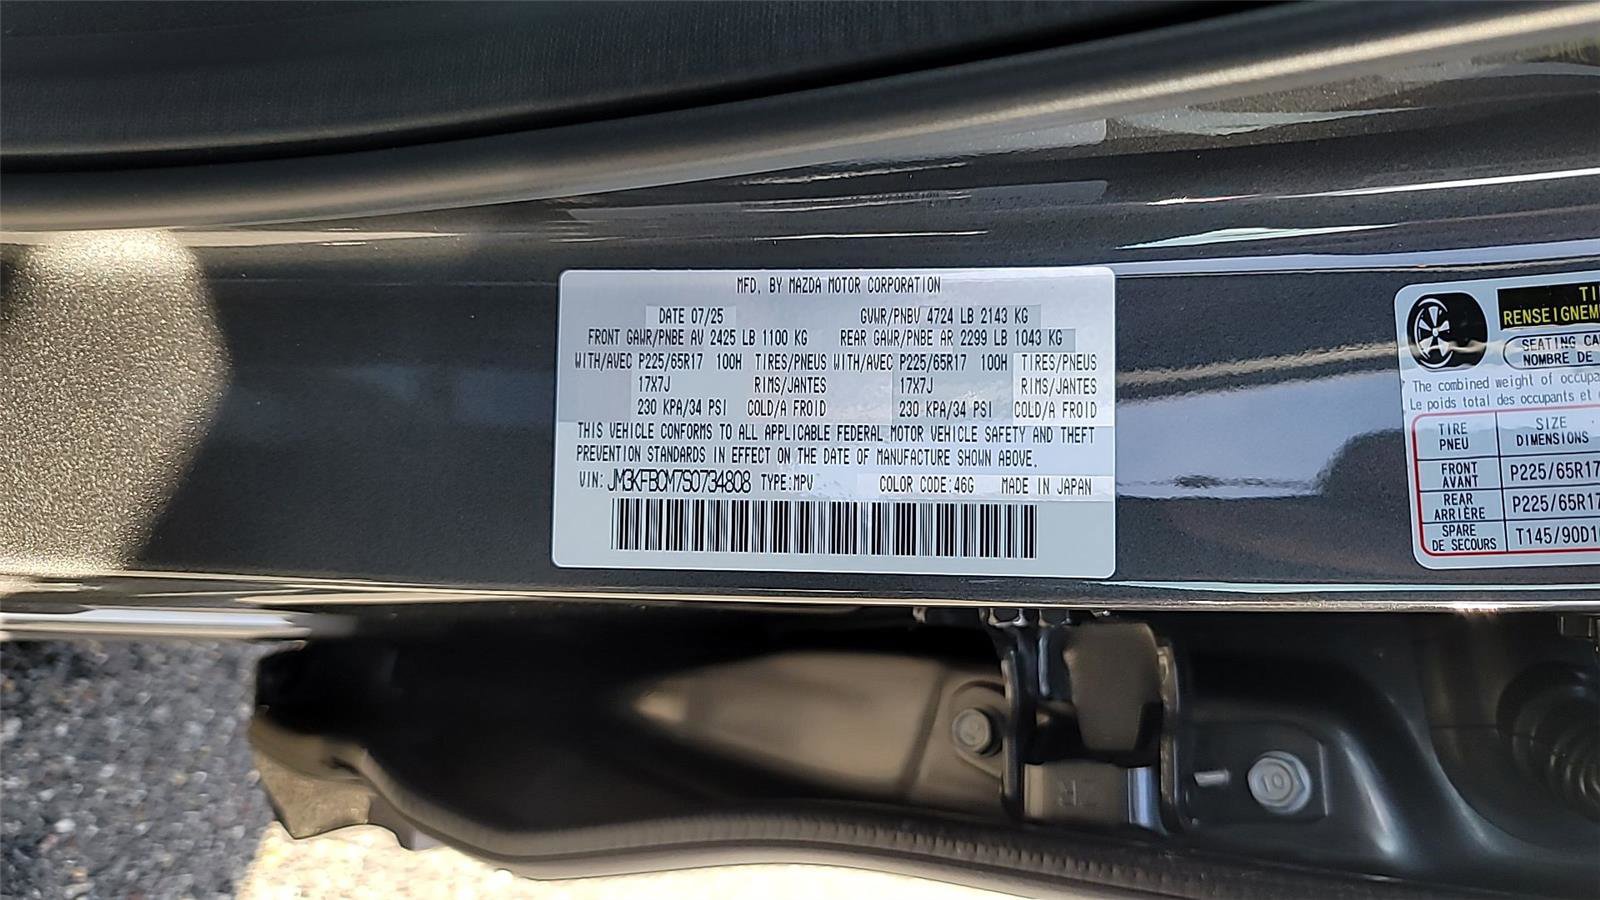 MFD. BY MAZDA MOTOR CORPORATION
DATE 07/25 GVWR/PNBV 4724 LB 2143 KG
FRONT GAWR/PNBE AV 2425 LB 1100 KG REAR GAWR/PNBE AR 2299 LB 1043 KG
WITH/AVEC P225/65R17 100H TIRES/PNEUS WITH/AVEC P225/65R17 100H TIRES/PNEUS
17X7J RIMS/JANTES 17X7J RIMS/JANTES
230 KPA/34 PSI COLD/A FROID 230 KPA/34 PSI COLD/A FROID
THIS VEHICLE CONFORMS TO ALL APPLICABLE FEDERAL MOTOR VEHICLE SAFETY AND THEFT
PREVENTION STANDARDS IN EFFECT ON THE DATE OF MANUFACTURE SHOWN ABOVE.
VIN: JM3KFBCM7S0734808 TYPE:MPV COLOR CODE:46G MADE IN JAPAN
SEATING
NOMBRE DE
The combined weight of
Le poids total des occupants et
TIRE PNEU
SIZE DIMENSIONS
FRONT AVANT P225/65R17
REAR ARRIÈRE P225/65R17
SPARE DE SECOURS
10